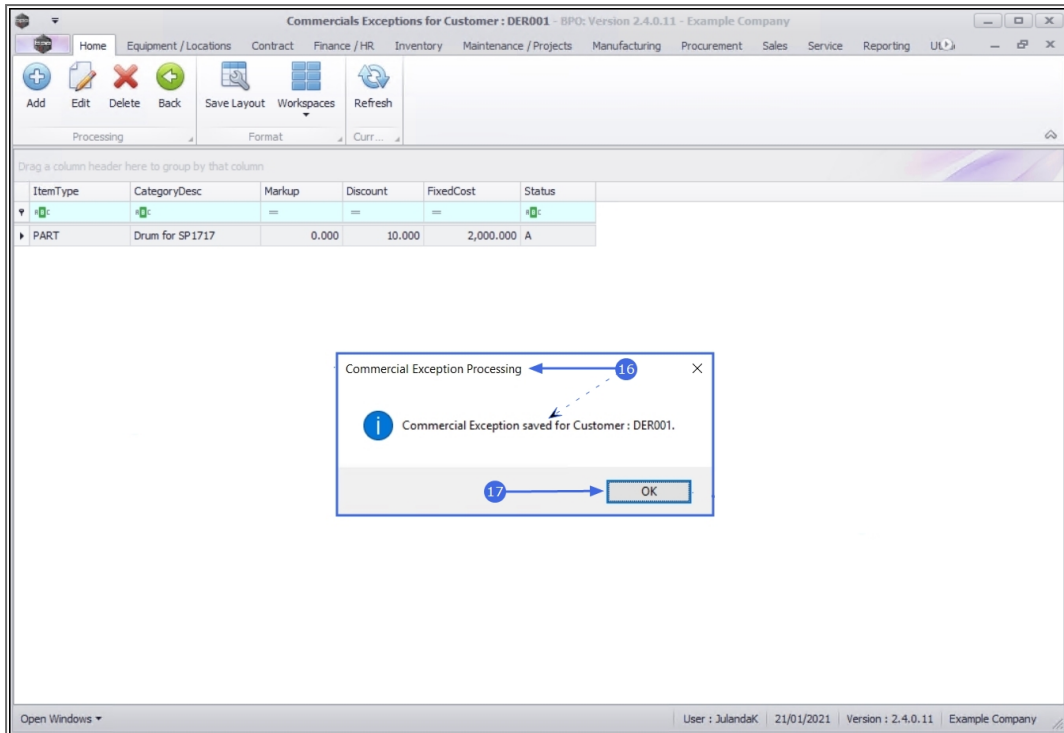 Commercials Exceptions for Customer : DER001 - BPO: Version 2.4.0.11 - Example Company
Home Equipment / Locations Contract Finance / HR Inventory Maintenance / Projects Manufacturing Procurement Sales Service Reporting
Add Edit Delete Back Save Layout Workspaces Refresh
Processing Format Curr...
Drag a column header here to group by that column
ItemType CategoryDesc Markup Discount FixedCost Status
= = =
PART Drum for SP1717 0.000 10.000 2,000.000 A
Commercial Exception Processing 16
Commercial Exception saved for Customer : DER001.
17 OK
Open Windows User : JulandaK 21/01/2021 Version : 2.4.0.11 Example Company